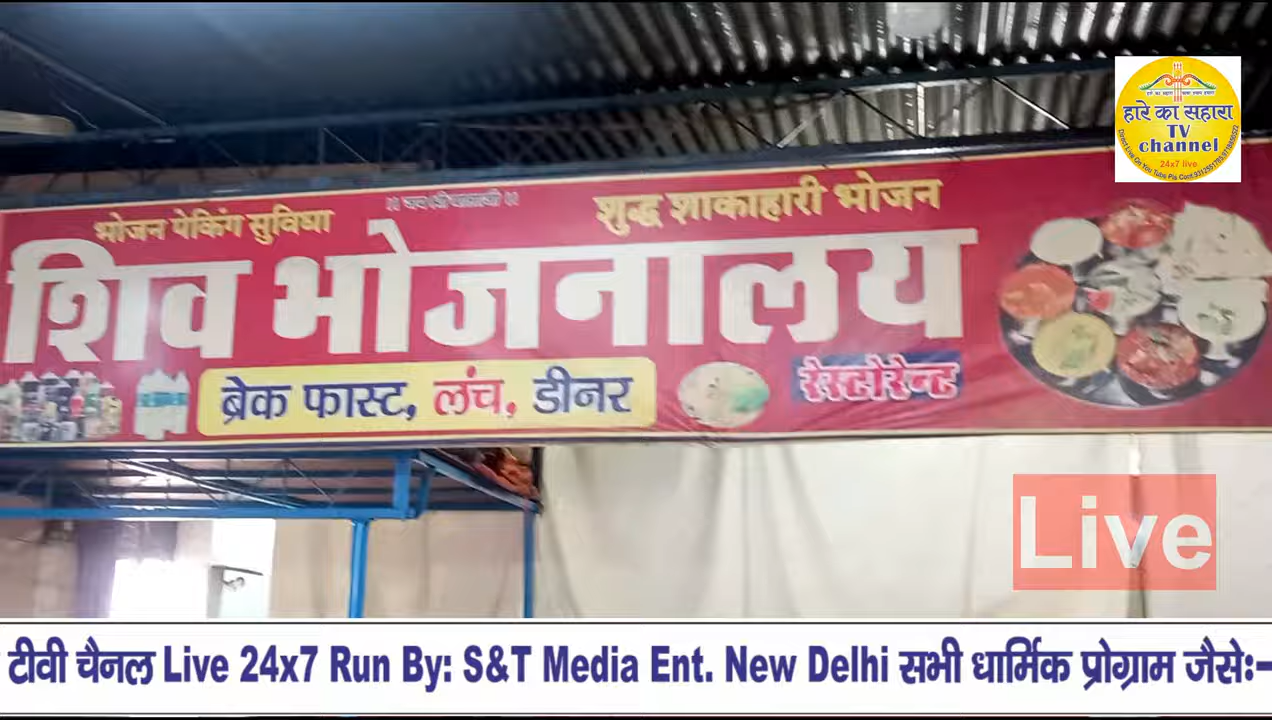 हारे का सहारा
TV
channel
24x7 live
भोजन पेकिंग सुविधा
शुद्ध शाकाहारी भोजन
शिव भोजनालय
ब्रेक फास्ट, लंच, डीनर
रेस्टोरेन्ट
Live
टीवी चैनल Live 24x7 Run By: S&T Media Ent. New Delhi सभी धार्मिक प्रोग्राम जैसेः–